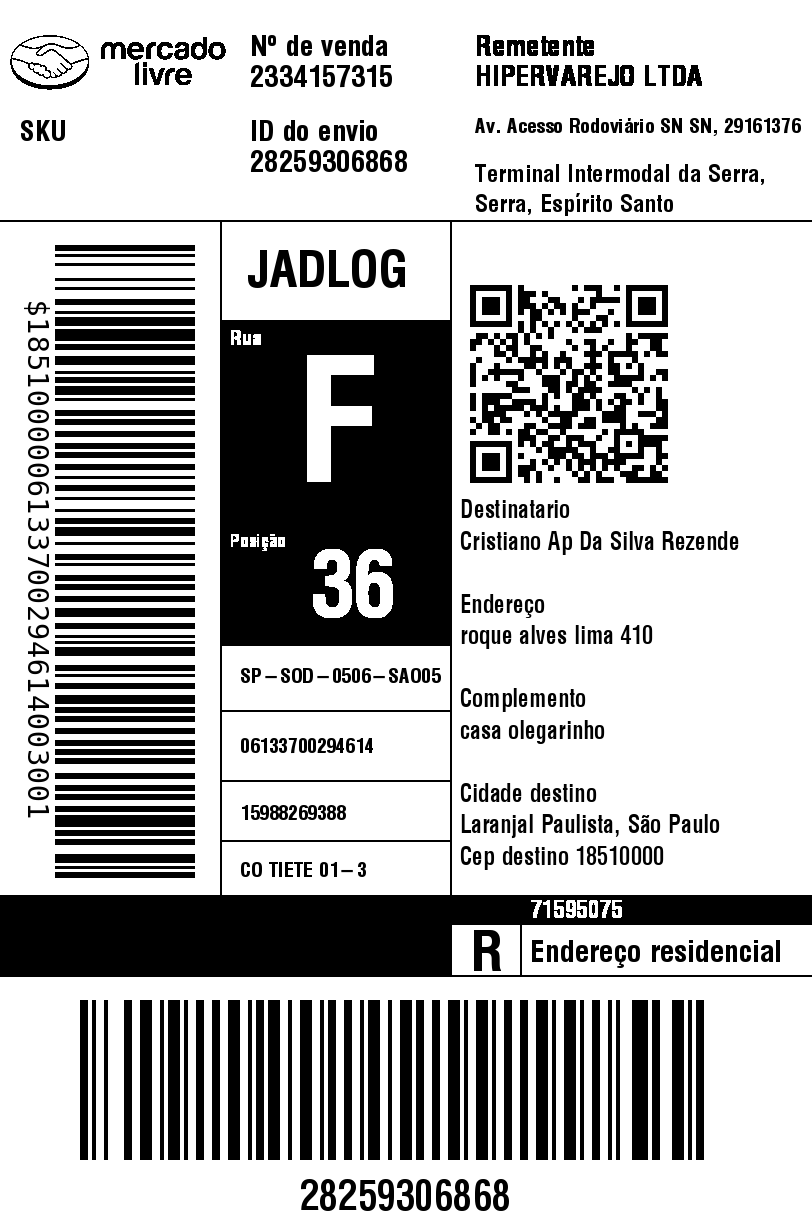 mercado
livre
Nº de venda
2334157315
Remetente
HIPERVAREJO LTDA
SKU
ID do envio
28259306868
Av. Acesso Rodoviário SN SN, 29161376
Terminal Intermodal da Serra,
Serra, Espírito Santo
$1851000006133700294614003001
JADLOG
Rua
F
Posição
36
SP-SOD-0506-SAO05
06133700294614
15988269388
CO TIETE 01-3
Destinatario
Cristiano Ap Da Silva Rezende
Endereço
roque alves lima 410
Complemento
casa olegarinho
Cidade destino
Laranjal Paulista, São Paulo
Cep destino 18510000
71595075
R
Endereço residencial
28259306868